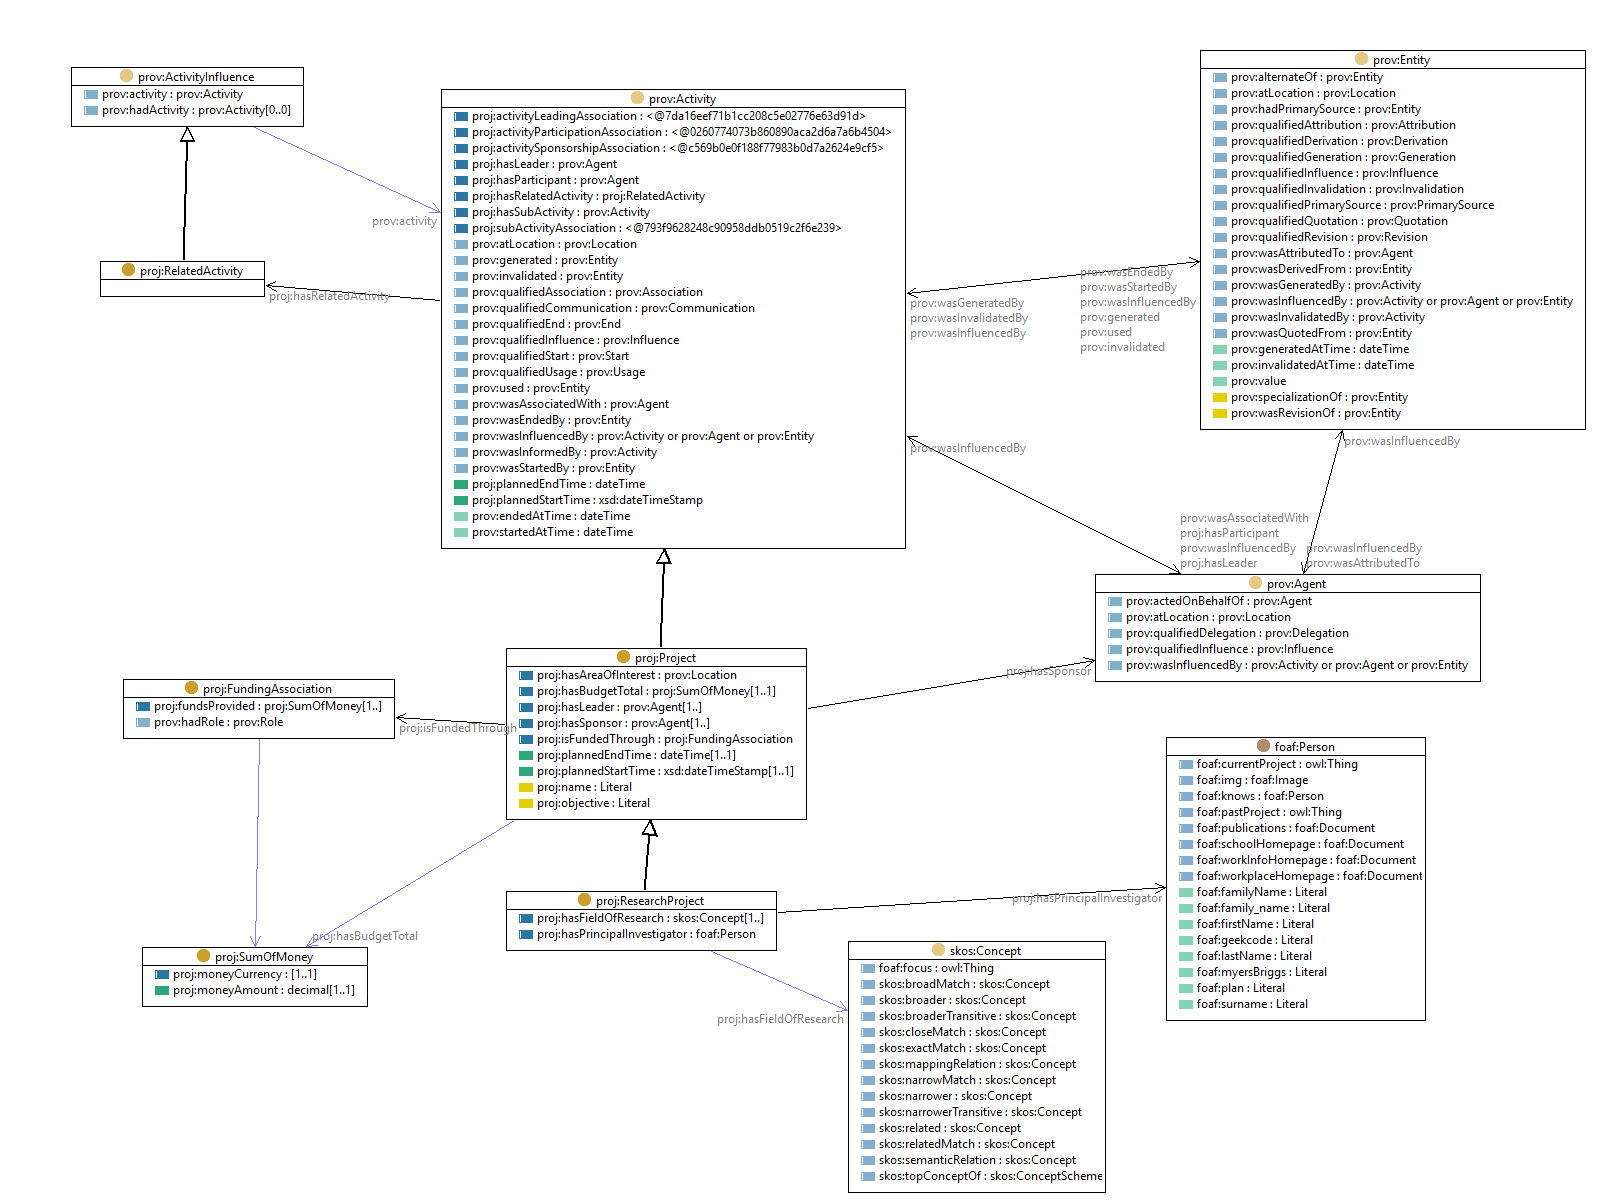 prov:ActivityInfluence
prov:activity : prov:Activity
prov:hadActivity : prov:Activity[0..0]
prov:activity
proj:RelatedActivity
proj:hasRelatedActivity
prov:Activity
proj:activityLeadingAssociation : <@7da16eef71b1cc208c5e02776e63d91d>
proj:activityParticipationAssociation : <@0260774073b860890aca2d6a7a6b4504>
proj:activitySponsorshipAssociation : <@c569b0e0f188f77983b0d7a2624e9cf5>
proj:hasLeader : prov:Agent
proj:hasParticipant : prov:Agent
proj:hasRelatedActivity : proj:RelatedActivity
proj:hasSubActivity : prov:Activity
proj:subActivityAssociation : <@793f9628248c90958ddb0519c2f6e239>
prov:atLocation : prov:Location
prov:generated : prov:Entity
prov:invalidated : prov:Entity
prov:qualifiedAssociation : prov:Association
prov:qualifiedCommunication : prov:Communication
prov:qualifiedEnd : prov:End
prov:qualifiedInfluence : prov:Influence
prov:qualifiedStart : prov:Start
prov:qualifiedUsage : prov:Usage
prov:used : prov:Entity
prov:wasAssociatedWith : prov:Agent
prov:wasEndedBy : prov:Entity
prov:wasInfluencedBy : prov:Activity or prov:Agent or prov:Entity
prov:wasInformedBy : prov:Activity
prov:wasStartedBy : prov:Entity
proj:plannedEndTime : dateTime
proj:plannedStartTime : xsd:dateTimeStamp
prov:endedAtTime : dateTime
prov:startedAtTime : dateTime
prov:wasGeneratedBy
prov:wasInvalidatedBy
prov:wasInfluencedBy
prov:wasEndedBy
prov:wasStartedBy
prov:wasInfluencedBy
prov:generated
prov:used
prov:invalidated
prov:Entity
prov:alternateOf : prov:Entity
prov:atLocation : prov:Location
prov:hadPrimarySource : prov:Entity
prov:qualifiedAttribution : prov:Attribution
prov:qualifiedDerivation : prov:Derivation
prov:qualifiedGeneration : prov:Generation
prov:qualifiedInfluence : prov:Influence
prov:qualifiedInvalidation : prov:Invalidation
prov:qualifiedPrimarySource : prov:PrimarySource
prov:qualifiedQuotation : prov:Quotation
prov:qualifiedRevision : prov:Revision
prov:wasAttributedTo : prov:Agent
prov:wasDerivedFrom : prov:Entity
prov:wasGeneratedBy : prov:Activity
prov:wasInfluencedBy : prov:Activity or prov:Agent or prov:Entity
prov:wasInvalidatedBy : prov:Activity
prov:wasQuotedFrom : prov:Entity
prov:generatedAtTime : dateTime
prov:invalidatedAtTime : dateTime
prov:value
prov:specializationOf : prov:Entity
prov:wasRevisionOf : prov:Entity
prov:wasInfluencedBy
prov:wasInfluencedBy
prov:wasAssociatedWith
proj:hasParticipant
prov:wasInfluencedBy
proj:hasLeader
prov:wasInfluencedBy
prov:wasAttributedTo
prov:Agent
prov:actedOnBehalfOf : prov:Agent
prov:atLocation : prov:Location
prov:qualifiedDelegation : prov:Delegation
prov:qualifiedInfluence : prov:Influence
prov:wasInfluencedBy : prov:Activity or prov:Agent or prov:Entity
proj:hasSponsor
proj:Project
proj:hasAreaOfInterest : prov:Location
proj:hasBudgetTotal : proj:SumOfMoney[1..1]
proj:hasLeader : prov:Agent[1..]
proj:hasSponsor : prov:Agent[1..]
proj:isFundedThrough : proj:FundingAssociation
proj:plannedEndTime : dateTime[1..1]
proj:plannedStartTime : xsd:dateTimeStamp[1..1]
proj:name : Literal
proj:objective : Literal
proj:FundingAssociation
proj:fundsProvided : proj:SumOfMoney[1..]
prov:hadRole : prov:Role
proj:isFundedThrough
foaf:Person
foaf:currentProject : owl:Thing
foaf:img : foaf:Image
foaf:knows : foaf:Person
foaf:pastProject : owl:Thing
foaf:publications : foaf:Document
foaf:schoolHomepage : foaf:Document
foaf:workInfoHomepage : foaf:Document
foaf:workplaceHomepage : foaf:Document
foaf:familyName : Literal
foaf:family_name : Literal
foaf:firstName : Literal
foaf:geekcode : Literal
foaf:lastName : Literal
foaf:myersBriggs : Literal
foaf:plan : Literal
foaf:surname : Literal
proj:hasPrincipalInvestigator
proj:ResearchProject
proj:hasFieldOfResearch : skos:Concept[1..]
proj:hasPrincipalInvestigator : foaf:Person
proj:hasBudgetTotal
proj:SumOfMoney
proj:moneyCurrency : [1..1]
proj:moneyAmount : decimal[1..1]
proj:hasFieldOfResearch
skos:Concept
foaf:focus : owl:Thing
skos:broadMatch : skos:Concept
skos:broader : skos:Concept
skos:broaderTransitive : skos:Concept
skos:closeMatch : skos:Concept
skos:exactMatch : skos:Concept
skos:mappingRelation : skos:Concept
skos:narrowMatch : skos:Concept
skos:narrower : skos:Concept
skos:narrowerTransitive : skos:Concept
skos:related : skos:Concept
skos:relatedMatch : skos:Concept
skos:semanticRelation : skos:Concept
skos:topConceptOf : skos:ConceptScheme